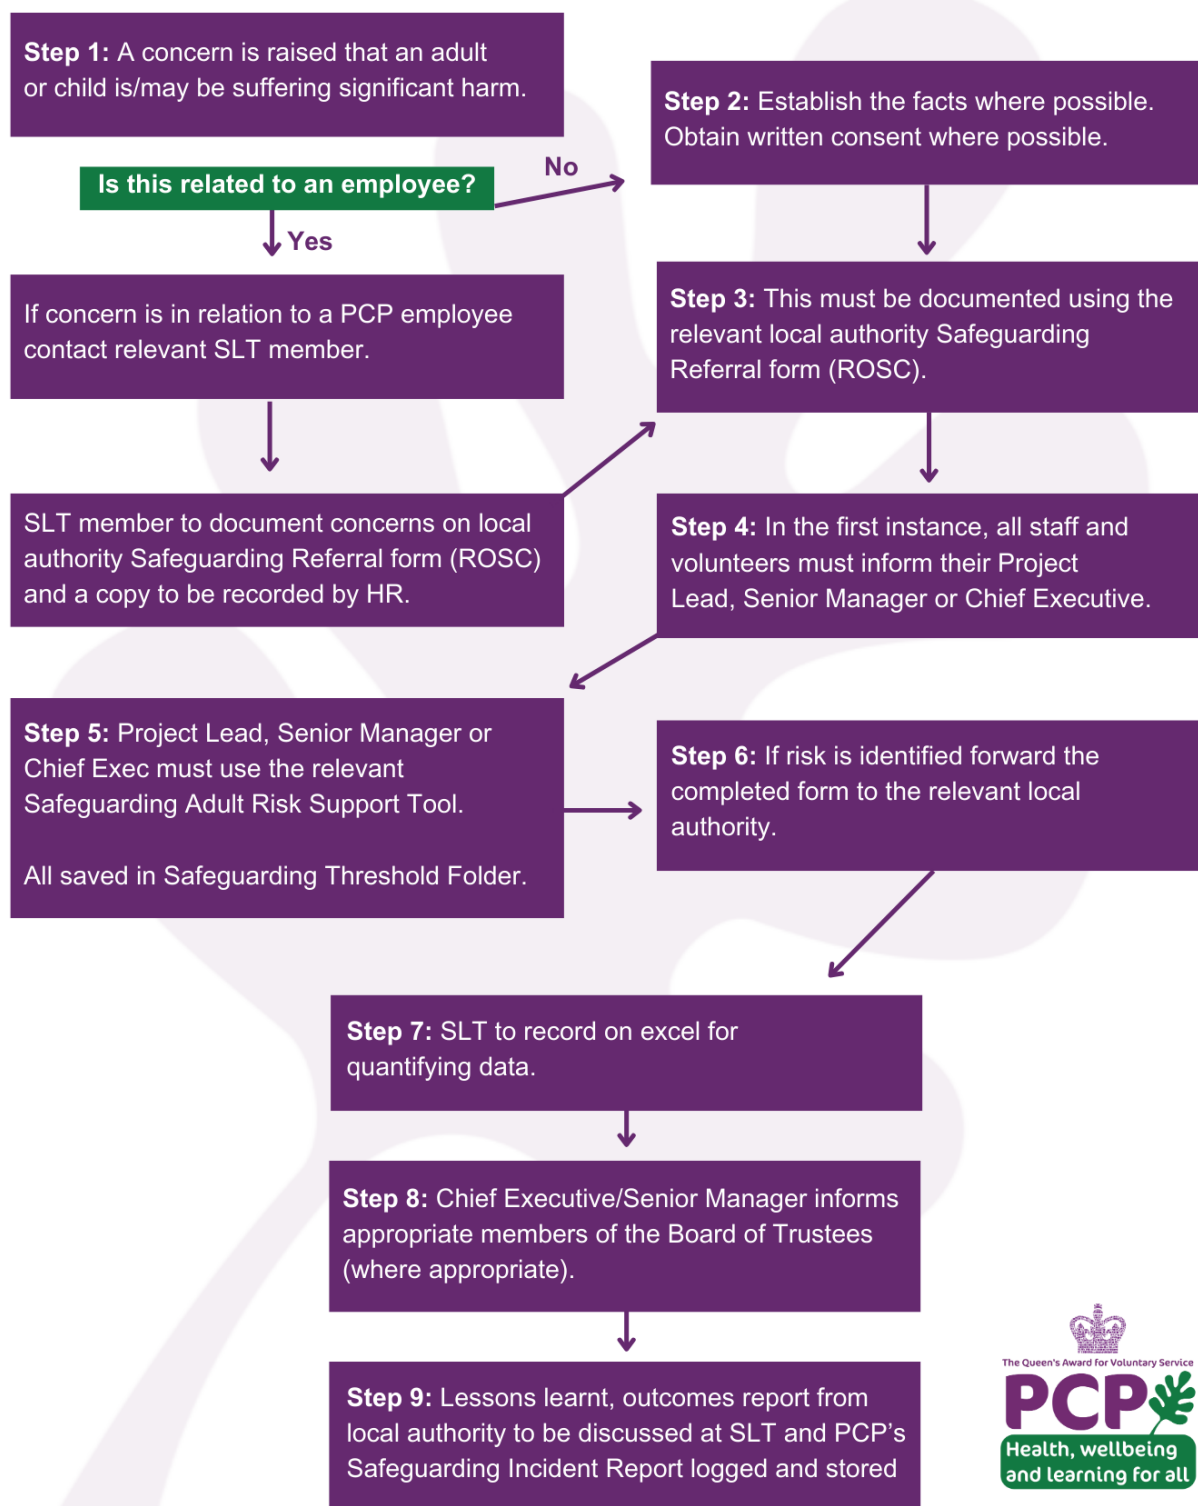 Step 1: A concern is raised that an adult
or child is/may be suffering significant harm.
Is this related to an employee?
No
Yes
Step 2: Establish the facts where possible.
Obtain written consent where possible.
If concern is in relation to a PCP employee
contact relevant SLT member.
Step 3: This must be documented using the
relevant local authority Safeguarding
Referral form (ROSC).
SLT member to document concerns on local
authority Safeguarding Referral form (ROSC)
and a copy to be recorded by HR.
Step 4: In the first instance, all staff and
volunteers must inform their Project
Lead, Senior Manager or Chief Executive.
Step 5: Project Lead, Senior Manager or
Chief Exec must use the relevant
Safeguarding Adult Risk Support Tool.
All saved in Safeguarding Threshold Folder.
Step 6: If risk is identified forward the
completed form to the relevant local
authority.
Step 7: SLT to record on excel for
quantifying data.
Step 8: Chief Executive/Senior Manager informs
appropriate members of the Board of Trustees
(where appropriate).
Step 9: Lessons learnt, outcomes report from
local authority to be discussed at SLT and PCP’s
Safeguarding Incident Report logged and stored
The Queen's Award for Voluntary Service
PCP
Health, wellbeing
and learning for all